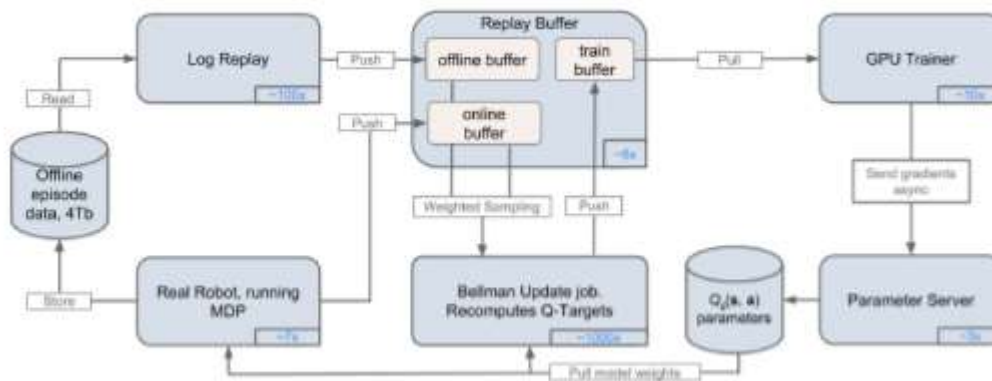 Replay Buffer
Log Replay
Push
offline buffer
train
buffer
Pull
GPU Trainer
Read
Push
online
buffer
Offline
episode
data, 4Tb
Send gradients
async
Weighted Sampling
Push
Store
Real Robot, running
MDP
~7s
Bellman Update job.
Recomputes Q-Targets
~1000s
parameters
Parameter Server
Pull model weights